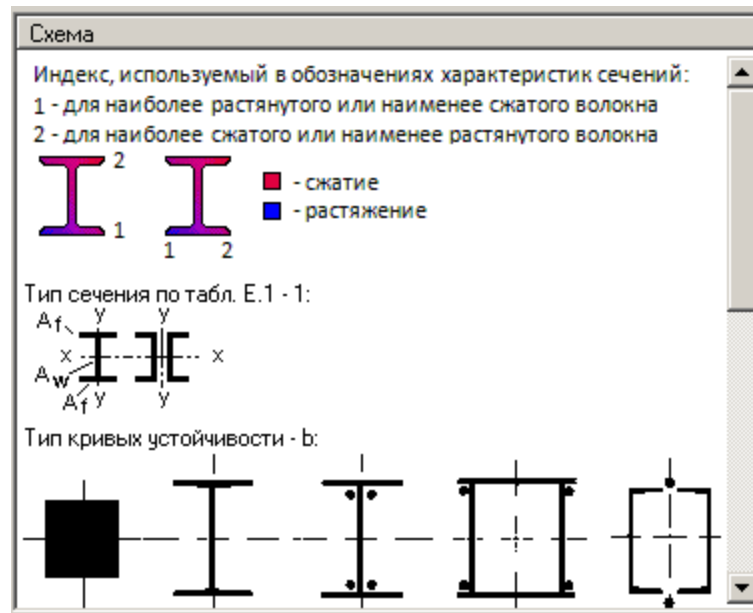 Схема
Индекс, используемый в обозначениях характеристик сечений:
1 - для наиболее растянутого или наименее сжатого волокна
2 - для наиболее сжатого или наименее растянутого волокна
2
1
1 2
- сжатие
- растяжение
Тип сечения по табл. Е.1 - 1:
Af y y
x x
Aw
Af y y
Тип кривых устойчивости - b: